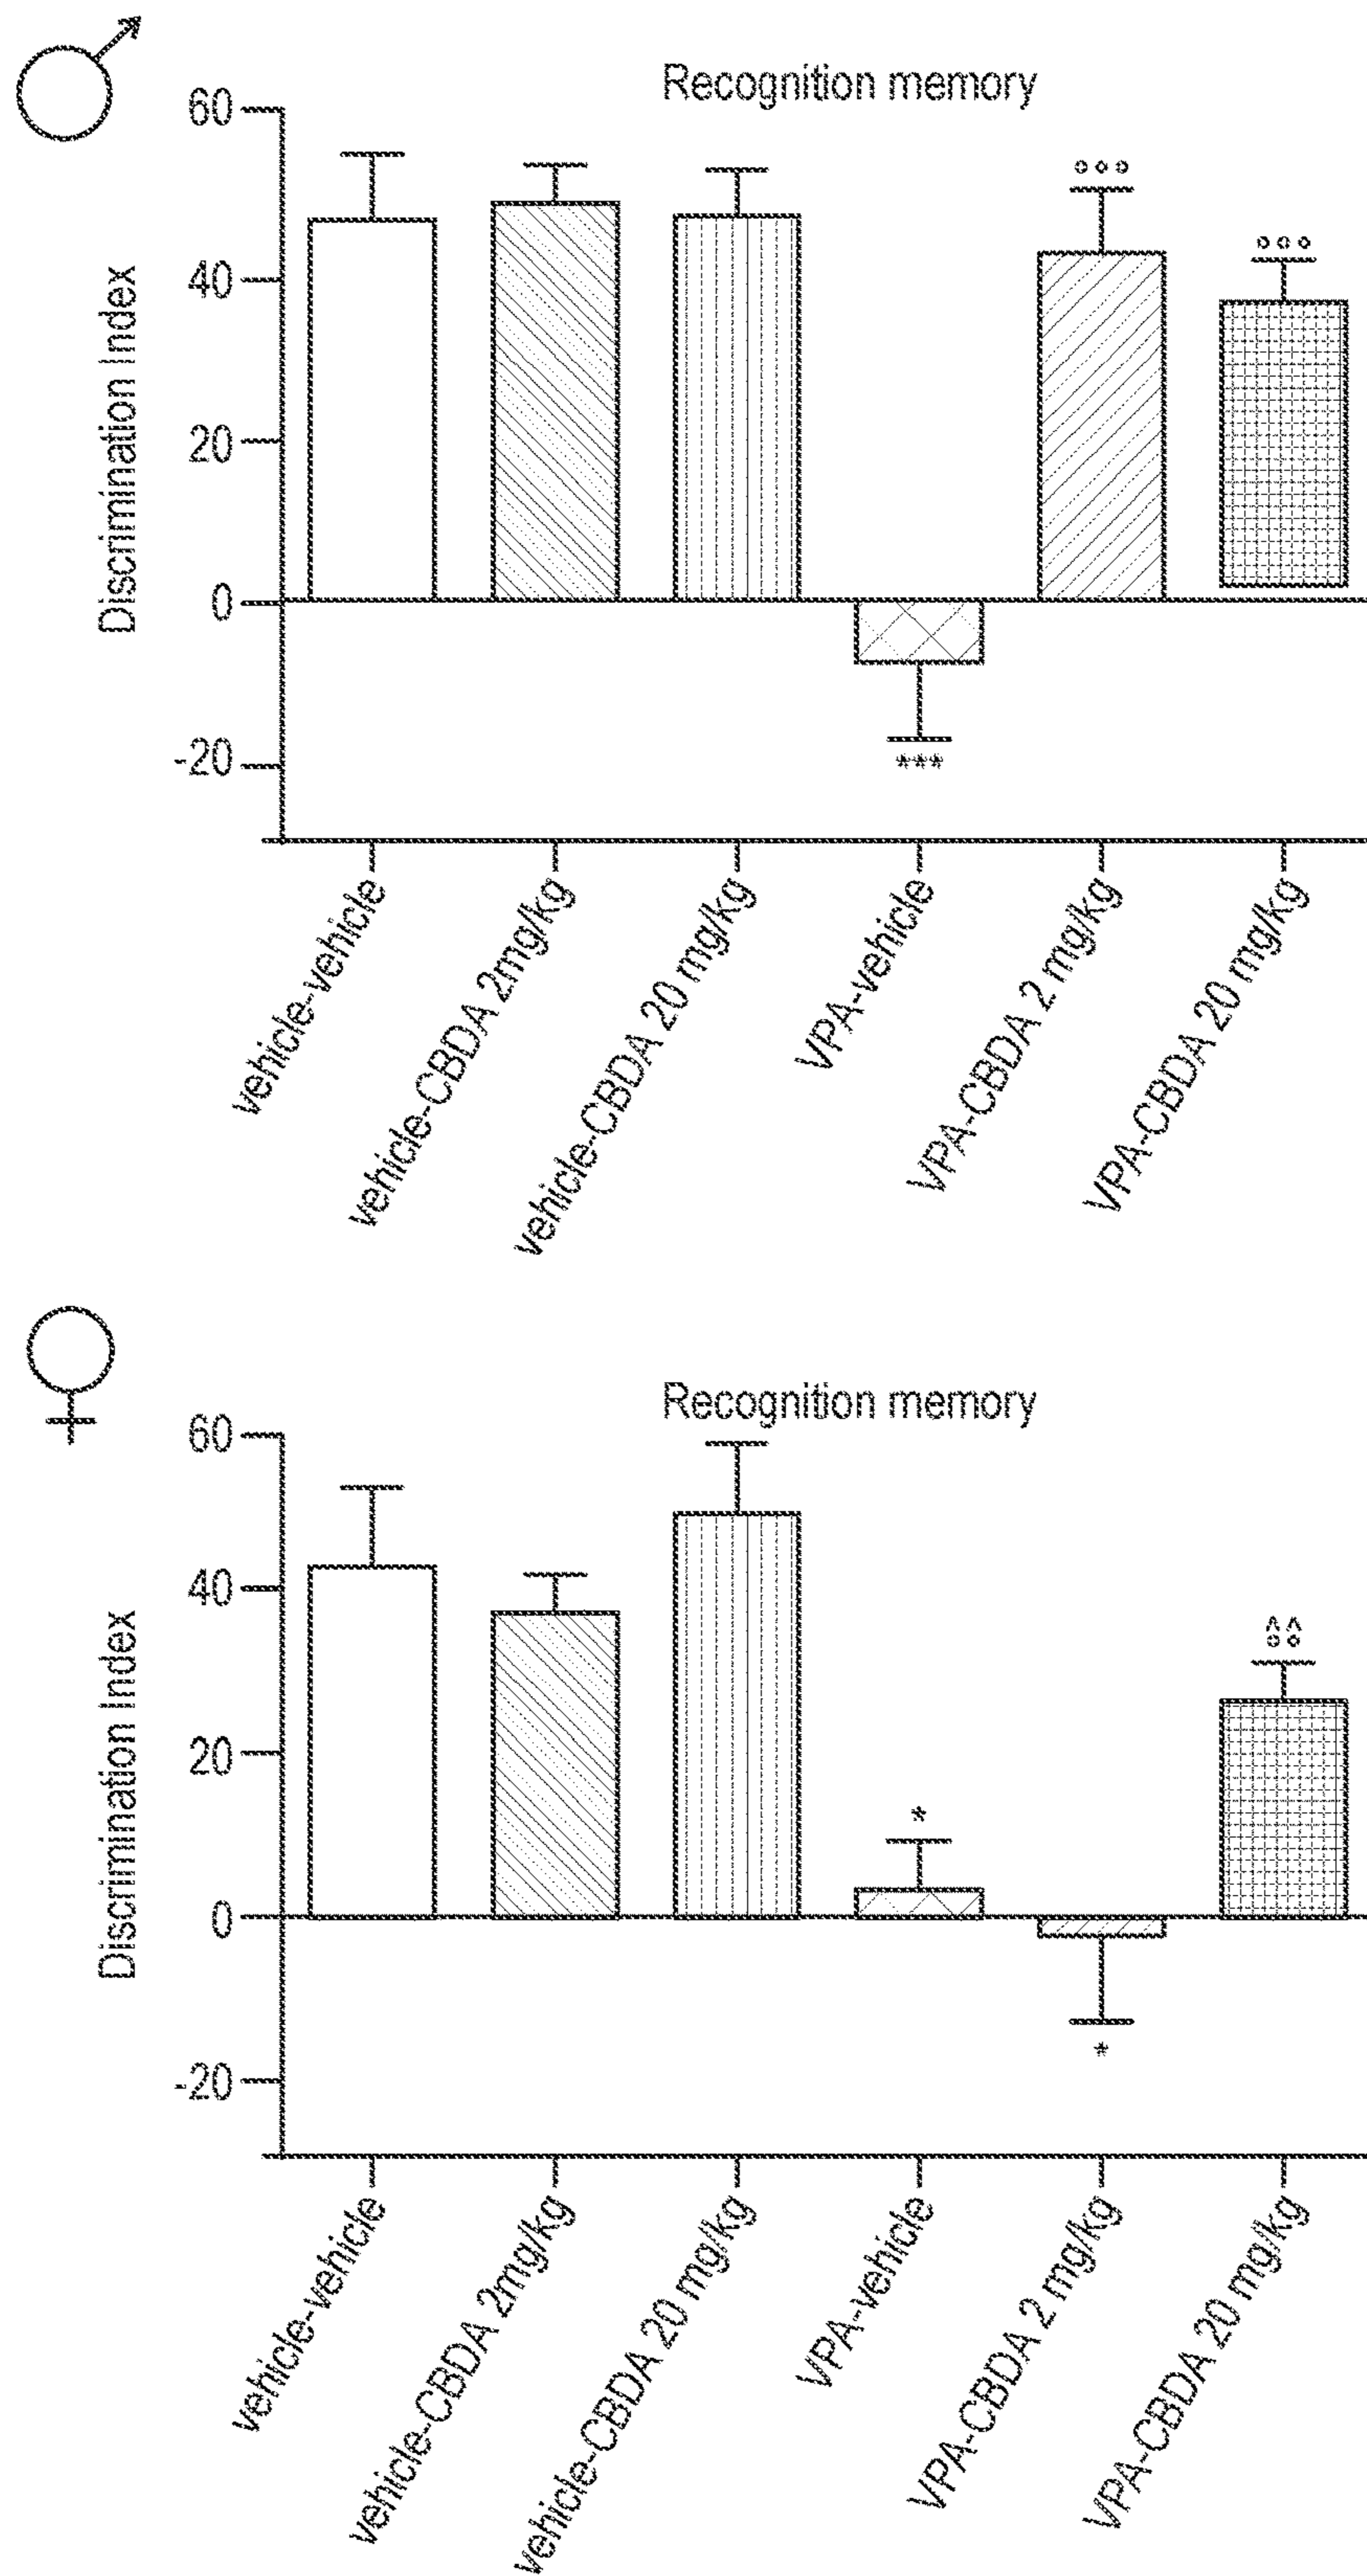 Recognition memory
Discrimination Index
60
40
20
0
-20
°°°
°°°
***
vehicle-vehicle
vehicle-CBDA 2mg/kg
vehicle-CBDA 20 mg/kg
VPA-vehicle
VPA-CBDA 2 mg/kg
VPA-CBDA 20 mg/kg
Recognition memory
Discrimination Index
60
40
20
0
-20
*
*
^^
°°
vehicle-vehicle
vehicle-CBDA 2mg/kg
vehicle-CBDA 20 mg/kg
VPA-vehicle
VPA-CBDA 2 mg/kg
VPA-CBDA 20 mg/kg